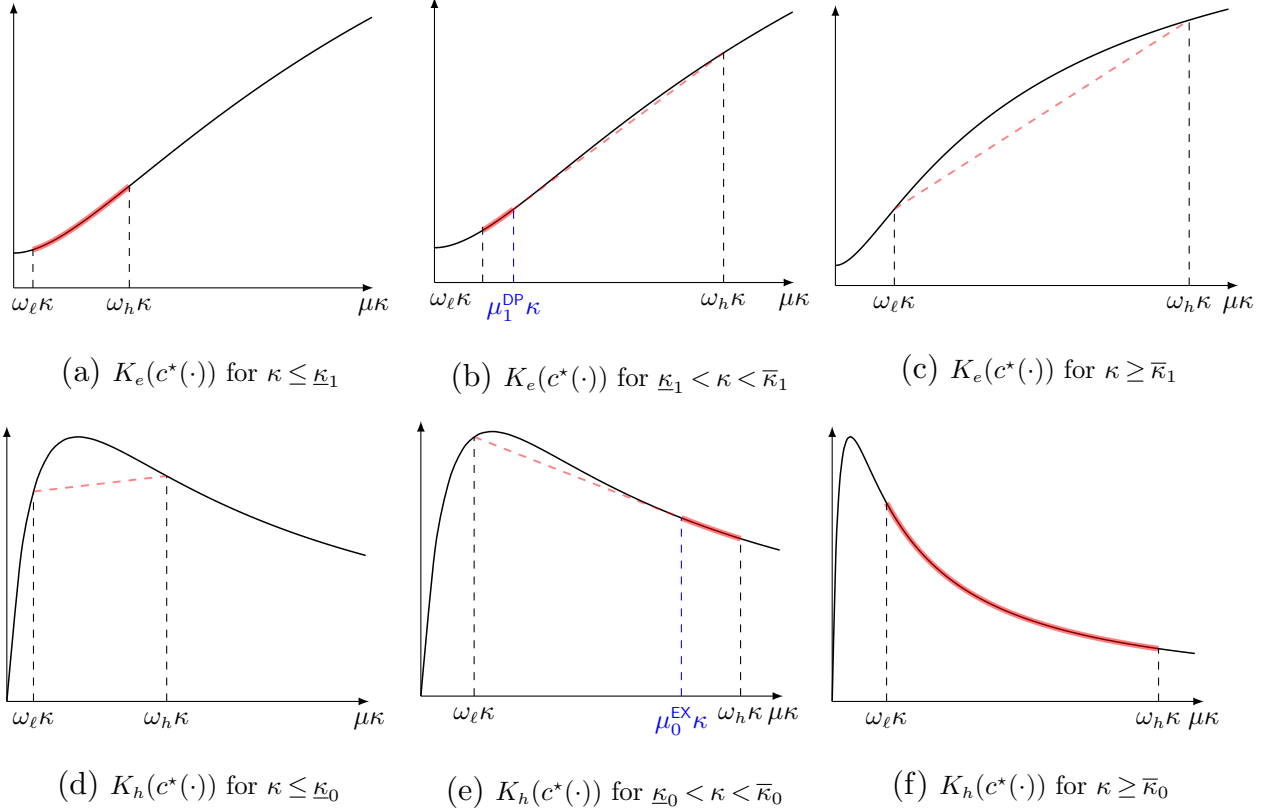 ωℓκ ωhκ μκ
ωℓκ μ₁ᴰᴾκ ωhκ μκ
ωℓκ ωhκ μκ
(a) Kₑ(c⋆(·)) for κ ≤ κ̲₁
(b) Kₑ(c⋆(·)) for κ̲₁ < κ < κ̅₁
(c) Kₑ(c⋆(·)) for κ ≥ κ̅₁
ωℓκ ωhκ μκ
ωℓκ μ₀ᴱˣκ ωhκ μκ
ωℓκ ωhκ μκ
(d) Kₕ(c⋆(·)) for κ ≤ κ̲₀
(e) Kₕ(c⋆(·)) for κ̲₀ < κ < κ̅₀
(f) Kₕ(c⋆(·)) for κ ≥ κ̅₀